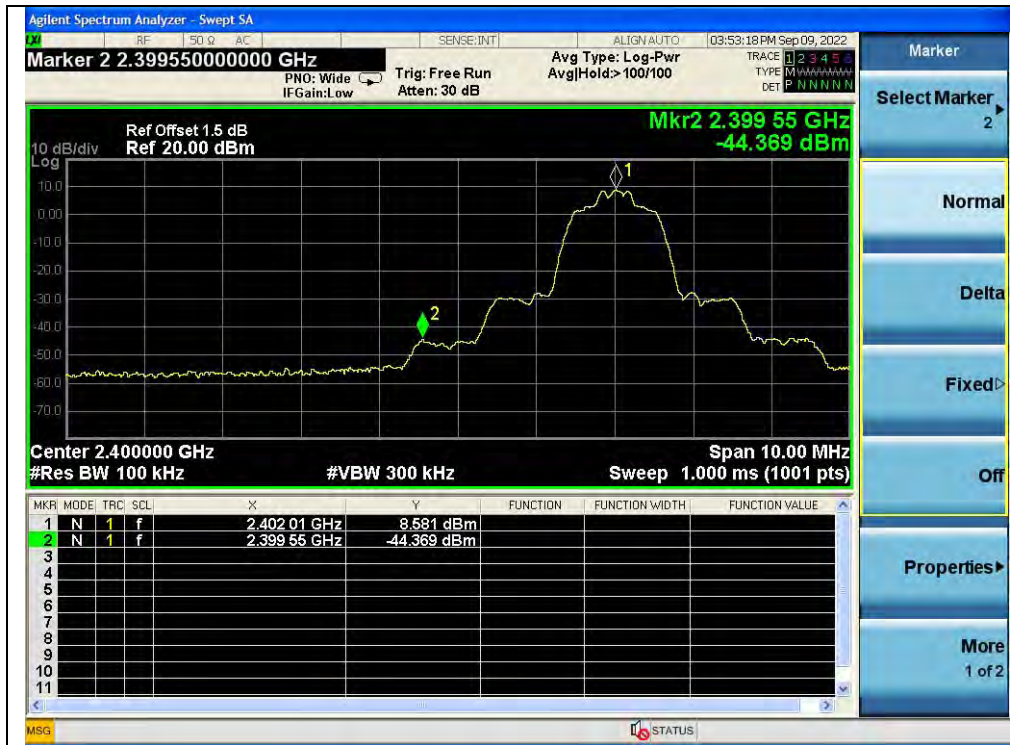 Agilent Spectrum Analyzer - Swept SA
LXI RF 50 Ω AC SENSE:INT ALIGN AUTO 03:53:18 PM Sep 09, 2022
Marker 2 2.399550000000 GHz
PNO: Wide
IFGain:Low
Trig: Free Run
Atten: 30 dB
Avg Type: Log-Pwr
Avg|Hold:>100/100
TRACE 1 2 3 4 5 6
TYPE M
DET P N N N N N
Mkr2 2.399 55 GHz
-44.369 dBm
Ref Offset 1.5 dB
10 dB/div Ref 20.00 dBm
Log
10.0
0.00
-10.0
-20.0
-30.0
-40.0
-50.0
-60.0
-70.0
1
2
Center 2.400000 GHz Span 10.00 MHz
#Res BW 100 kHz #VBW 300 kHz Sweep 1.000 ms (1001 pts)
MKR MODE TRC SCL X Y FUNCTION FUNCTION WIDTH FUNCTION VALUE
1 N 1 f 2.402 01 GHz 8.581 dBm
2 N 1 f 2.399 55 GHz -44.369 dBm
3
4
5
6
7
8
9
10
11
MSG STATUS
Marker
Select Marker
2
Normal
Delta
Fixed
Off
Properties
More
1 of 2